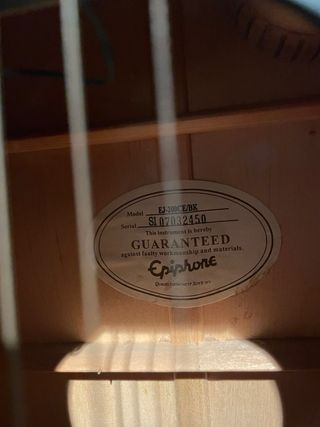 Model EJ-200CE/BK
Serial SI07032450
This instrument is hereby
GUARANTEED
against faulty workmanship and materials.
Epiphone